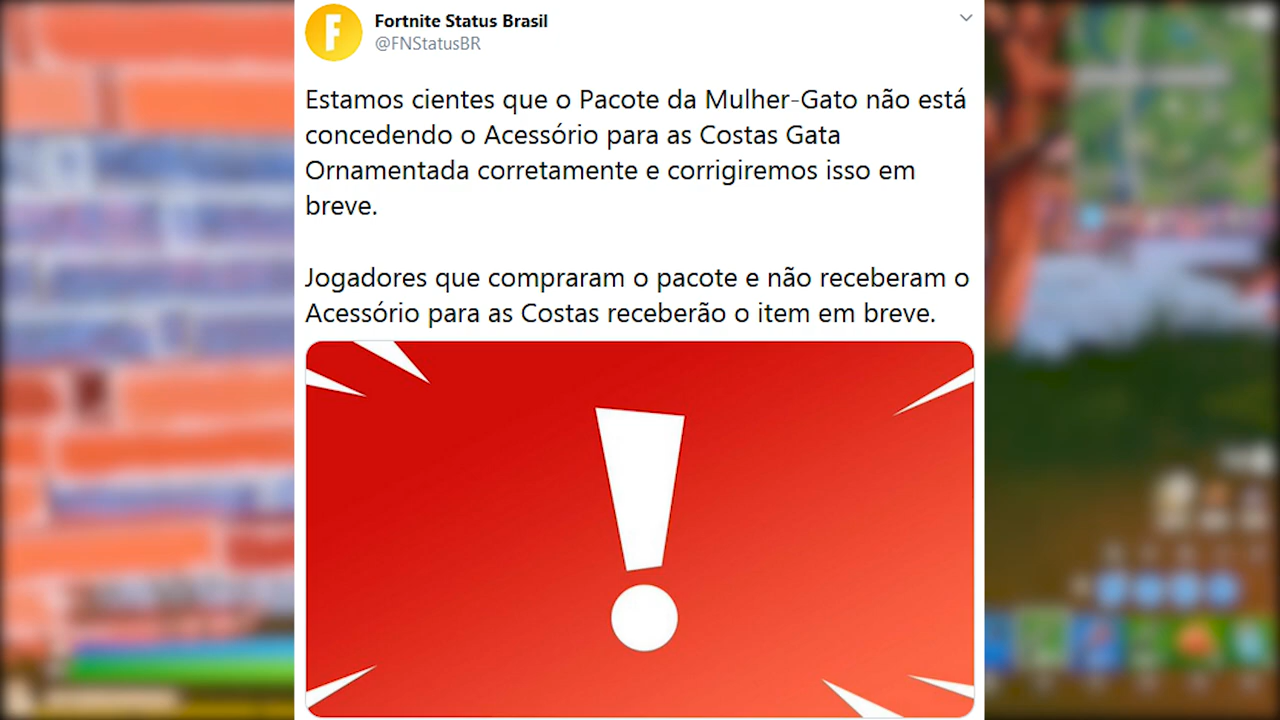 Fortnite Status Brasil
@FNStatusBR
Estamos cientes que o Pacote da Mulher-Gato não está
concedendo o Acessório para as Costas Gata
Ornamentada corretamente e corrigiremos isso em
breve.
Jogadores que compraram o pacote e não receberam o
Acessório para as Costas receberão o item em breve.